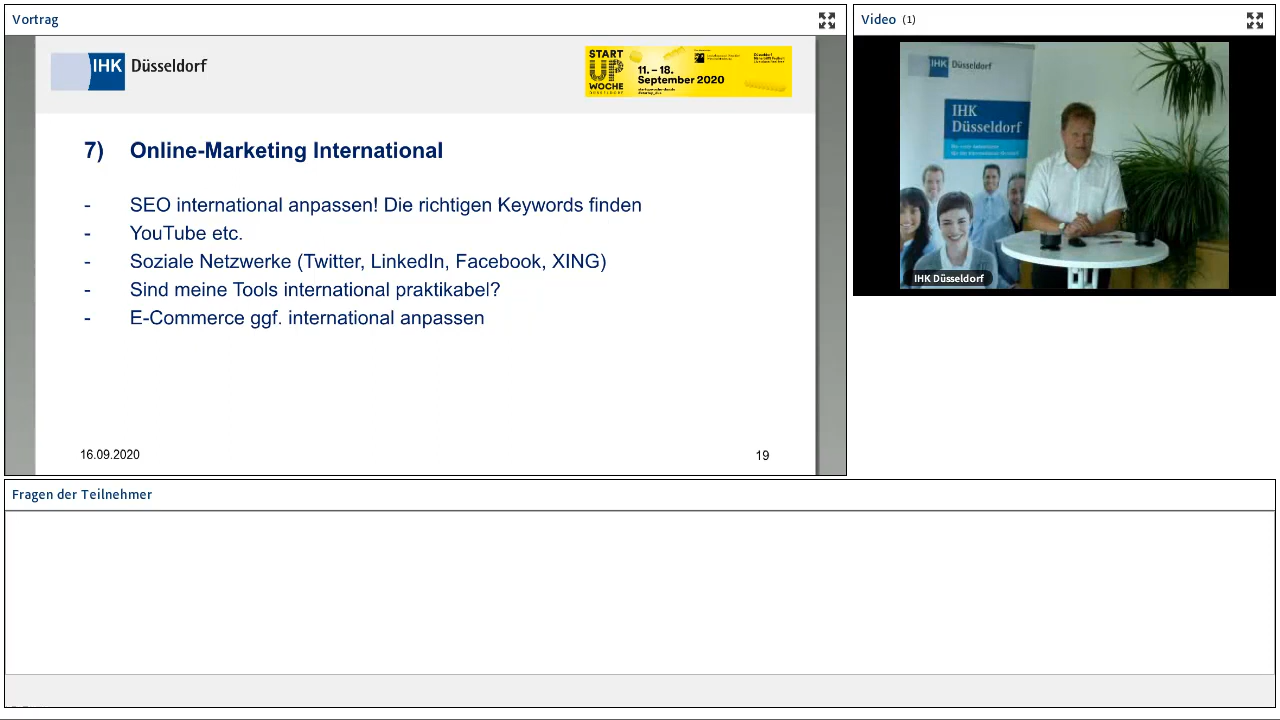 Vortrag
IHK Düsseldorf
START
UP
WOCHE
DÜSSELDORF
11. – 18.
September 2020
7) Online-Marketing International
- SEO international anpassen! Die richtigen Keywords finden
- YouTube etc.
- Soziale Netzwerke (Twitter, LinkedIn, Facebook, XING)
- Sind meine Tools international praktikabel?
- E-Commerce ggf. international anpassen
16.09.2020
19
Video (1)
IHK Düsseldorf
IHK
Düsseldorf
IHK Düsseldorf
Fragen der Teilnehmer